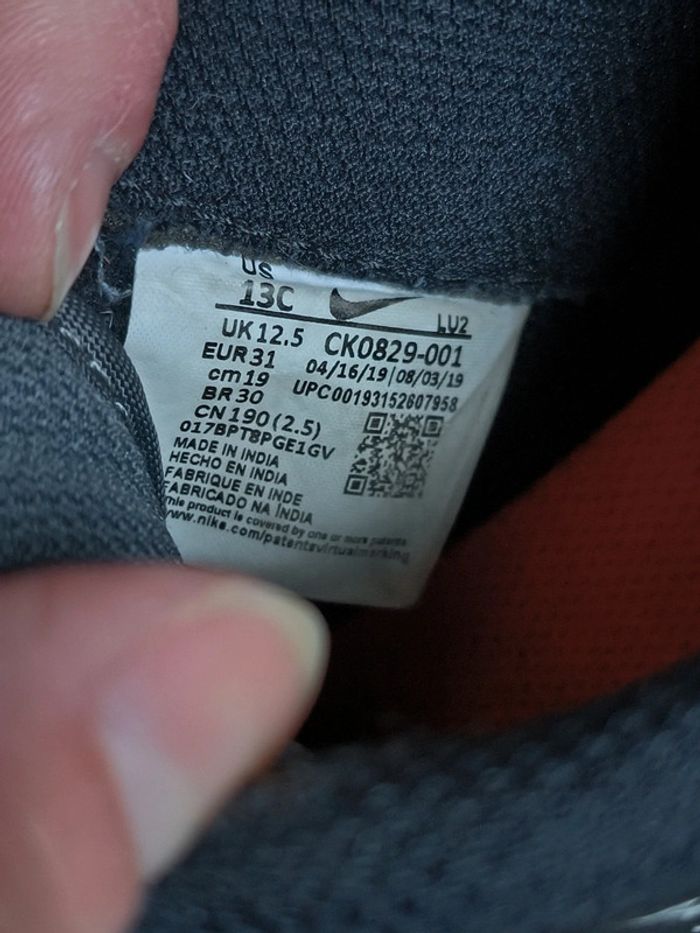 US
13C
LU2
UK 12.5 CK0829-001
EUR 31 04/16/19|08/03/19
cm 19 UPC00193152607958
BR 30
CN 190 (2.5)
017BPT8PGE1GV
MADE IN INDIA
HECHO EN INDIA
FABRIQUE EN INDE
FABRICADO NA ÍNDIA
This product is covered by one or more patents
www.nike.com/patentsvirtualmarking